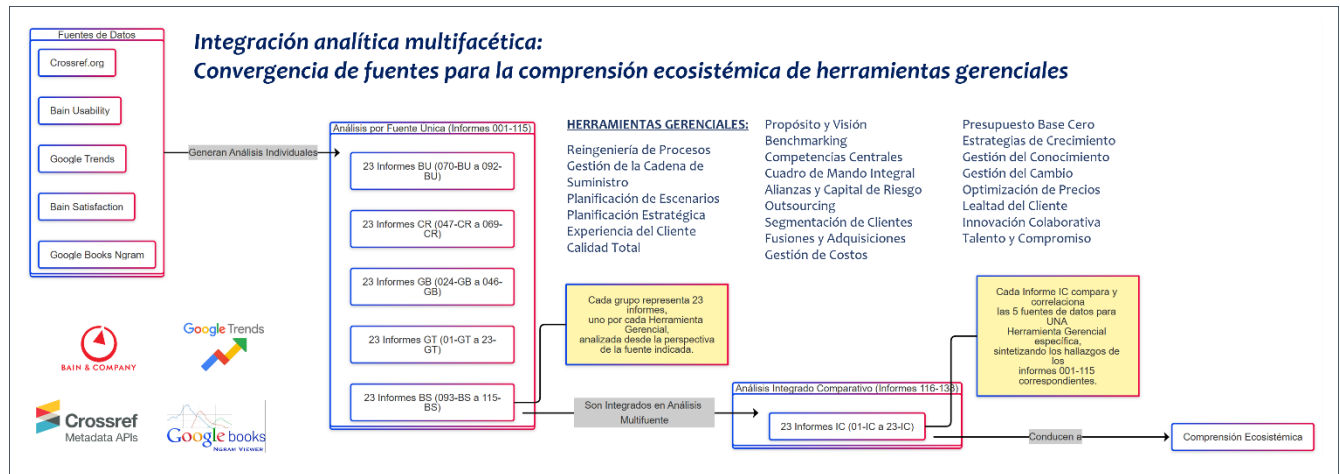 Integración analítica multifacética:
Convergencia de fuentes para la comprensión ecosistémica de herramientas gerenciales
Fuentes de Datos
Crossref.org
Bain Usability
Google Trends
Bain Satisfaction
Google Books Ngram
Generan Análisis Individuales
Análisis por Fuente Única (Informes 001-115)
23 Informes BU (070-BU a 092-
BU)
23 Informes CR (047-CR a 069-
CR)
23 Informes GB (024-GB a 046-
GB)
23 Informes GT (01-GT a 23-
GT)
23 Informes BS (093-BS a 115-
BS)
HERRAMIENTAS GERENCIALES:
Reingeniería de Procesos
Gestión de la Cadena de
Suministro
Planificación de Escenarios
Planificación Estratégica
Experiencia del Cliente
Calidad Total
Propósito y Visión
Benchmarking
Competencias Centrales
Cuadro de Mando Integral
Alianzas y Capital de Riesgo
Outsourcing
Segmentación de Clientes
Fusiones y Adquisiciones
Gestión de Costos
Presupuesto Base Cero
Estrategias de Crecimiento
Gestión del Conocimiento
Gestión del Cambio
Optimización de Precios
Lealtad del Cliente
Innovación Colaborativa
Talento y Compromiso
Cada grupo representa 23
informes,
uno por cada Herramienta
Gerencial,
analizada desde la perspectiva
de la fuente indicada.
Cada Informe IC compara y
correlaciona
las 5 fuentes de datos para
UNA
Herramienta Gerencial
específica,
sintetizando los hallazgos de
los
informes 001-115
correspondientes.
Son Integrados en Análisis
Multifuente
Análisis Integrado Comparativo (Informes 116-138)
23 Informes IC (01-IC a 23-IC)
Conducen a
Comprensión Ecosistémica
BAIN & COMPANY
Google Trends
Crossref
Metadata APIs
Google books
NGRAM VIEWER